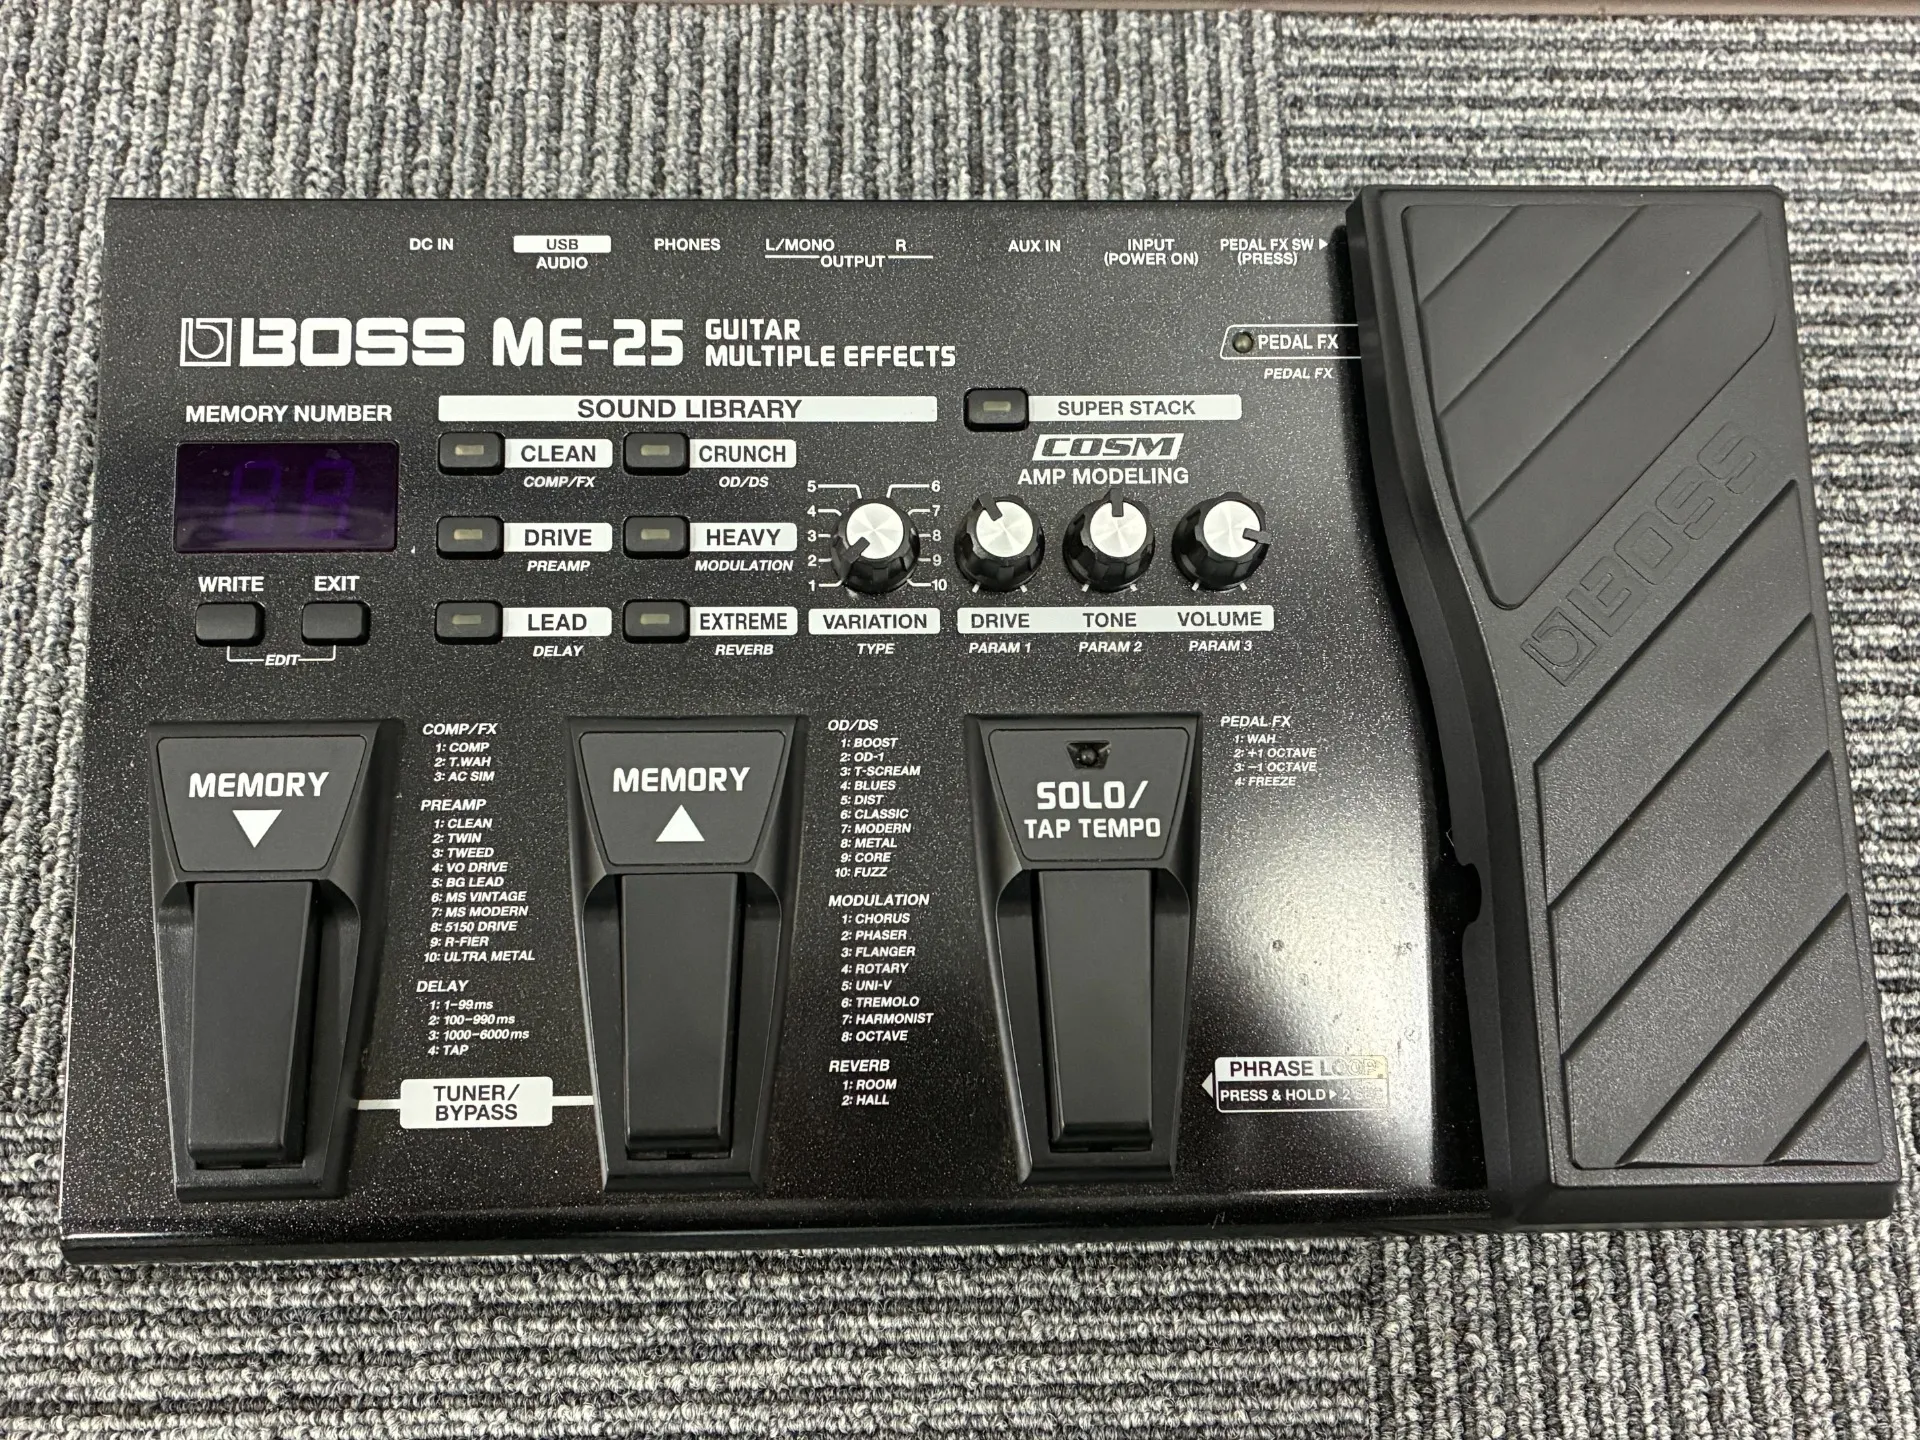 DC IN
USB
AUDIO
PHONES
L/MONO
R
OUTPUT
AUX IN
INPUT
(POWER ON)
PEDAL FX SW ▶
(PRESS)
BOSS ME-25 GUITAR
MULTIPLE EFFECTS
PEDAL FX
PEDAL FX
MEMORY NUMBER
SOUND LIBRARY
SUPER STACK
CLEAN
COMP/FX
CRUNCH
OD/DS
COSM
AMP MODELING
DRIVE
PREAMP
HEAVY
MODULATION
5
4
3
2
1
6
7
8
9
10
WRITE
EXIT
EDIT
LEAD
DELAY
EXTREME
REVERB
VARIATION
TYPE
DRIVE
PARAM 1
TONE
PARAM 2
VOLUME
PARAM 3
BOSS
MEMORY
▼
COMP/FX
1: COMP
2: T.WAH
3: AC SIM
PREAMP
1: CLEAN
2: TWIN
3: TWEED
4: VO DRIVE
5: BG LEAD
6: MS VINTAGE
7: MS MODERN
8: 5150 DRIVE
9: R-FIER
10: ULTRA METAL
DELAY
1: 1-99ms
2: 100-990ms
3: 1000-6000ms
4: TAP
TUNER/
BYPASS
MEMORY
▲
OD/DS
1: BOOST
2: OD-1
3: T-SCREAM
4: BLUES
5: DIST
6: CLASSIC
7: MODERN
8: METAL
9: CORE
10: FUZZ
MODULATION
1: CHORUS
2: PHASER
3: FLANGER
4: ROTARY
5: UNI-V
6: TREMOLO
7: HARMONIST
8: OCTAVE
REVERB
1: ROOM
2: HALL
SOLO/
TAP TEMPO
PEDAL FX
1: WAH
2: +1 OCTAVE
3: -1 OCTAVE
4: FREEZE
PHRASE LOOP
PRESS & HOLD ▶ 2 SEC